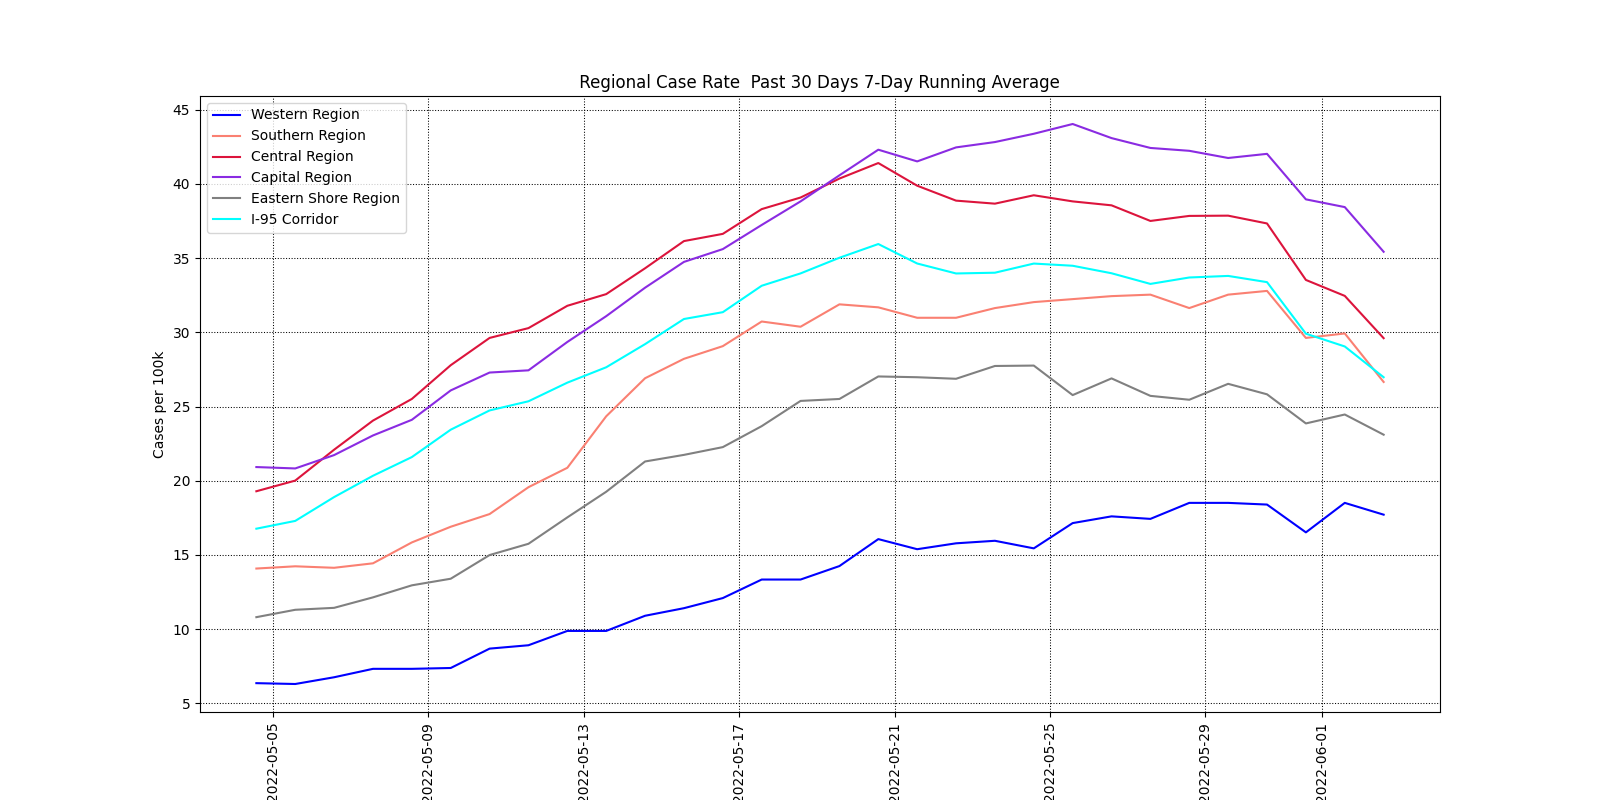 Regional Case Rate  Past 30 Days 7-Day Running Average
Western Region
Southern Region
Central Region
Capital Region
Eastern Shore Region
I-95 Corridor
Cases per 100k
45
40
35
30
25
20
15
10
5
2022-05-05
2022-05-09
2022-05-13
2022-05-17
2022-05-21
2022-05-25
2022-05-29
2022-06-01